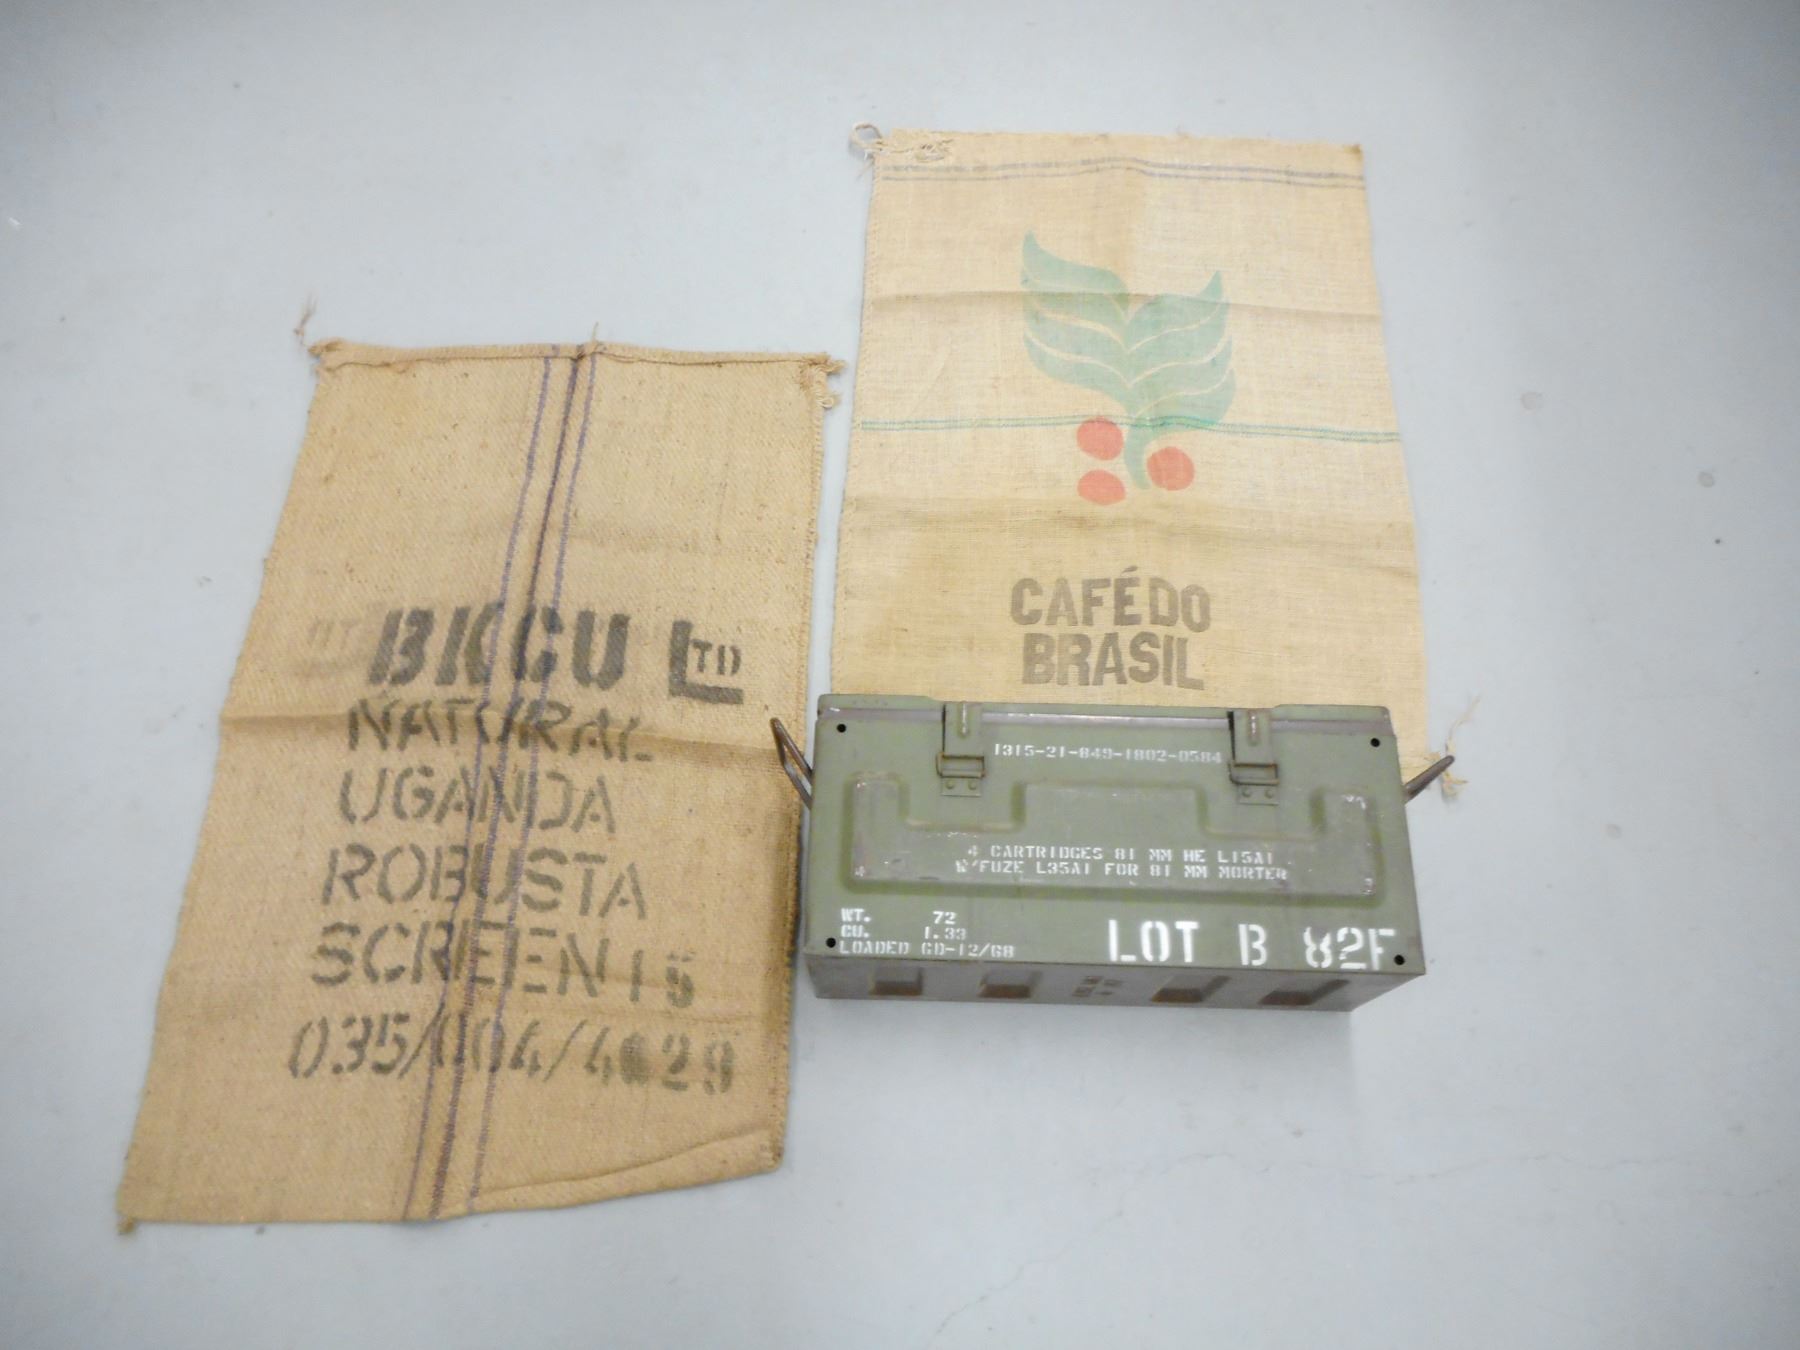 BKCU LTD
NATURAL
UGANDA
ROBUSTA
SCREEN 15
035/004/4029
CAFÉ DO
BRASIL
1315-21-849-1802-0584
4 CARTRIDGES 81 MM HE L15A1
W/FUZE L35A1 FOR 81 MM MORTER
WT. 72
CU. 1.33
LOADED GD-12/68
LOT B 82F